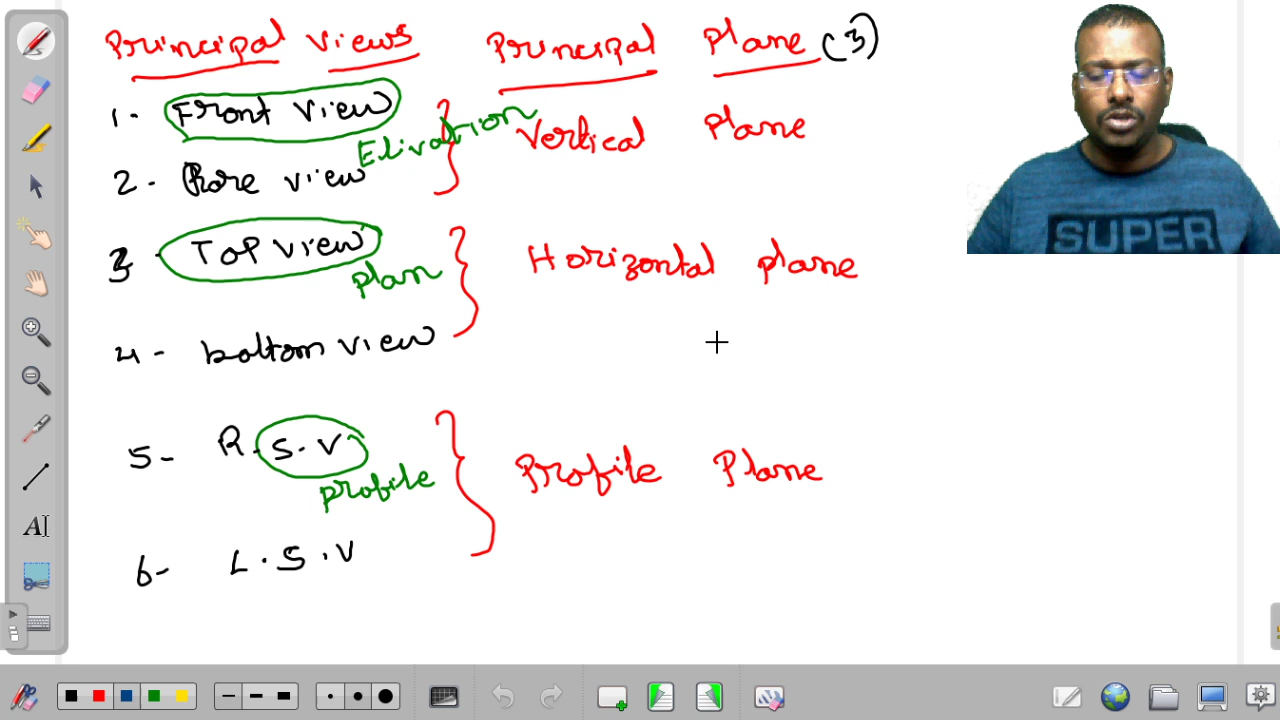 Principal Views Principal Plane (3)
1. Front View
Elivation
Vertical Plane
2. Rore view
3. Top view
plan
Horizontal plane
4 - bottom view
5 - R.S.V
profile
Profile Plane
6 - L.S.V
SUPER
A